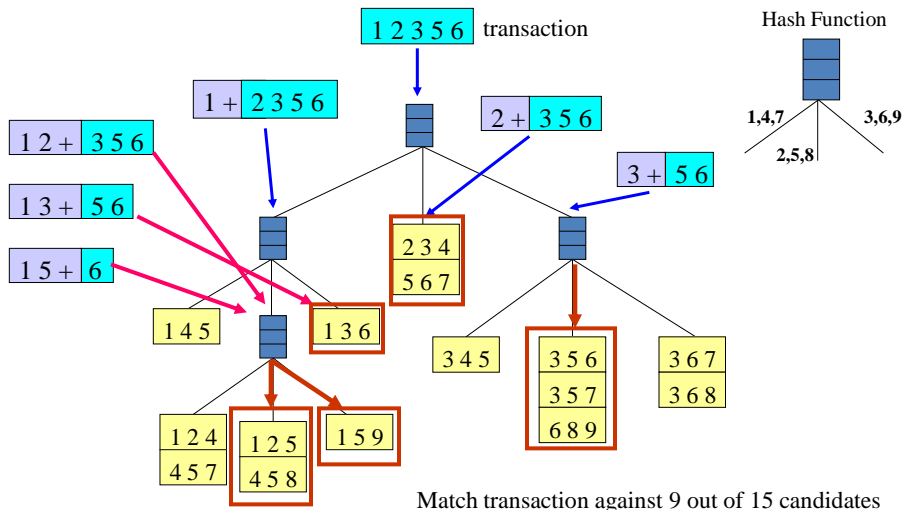 1 2 3 5 6 transaction
Hash Function
1 + 2 3 5 6
2 + 3 5 6
1,4,7
3,6,9
2,5,8
1 2 + 3 5 6
3 + 5 6
1 3 + 5 6
1 5 + 6
2 3 4
5 6 7
1 4 5
1 3 6
3 4 5
3 5 6
3 5 7
6 8 9
3 6 7
3 6 8
1 2 4
4 5 7
1 2 5
4 5 8
1 5 9
Match transaction against 9 out of 15 candidates